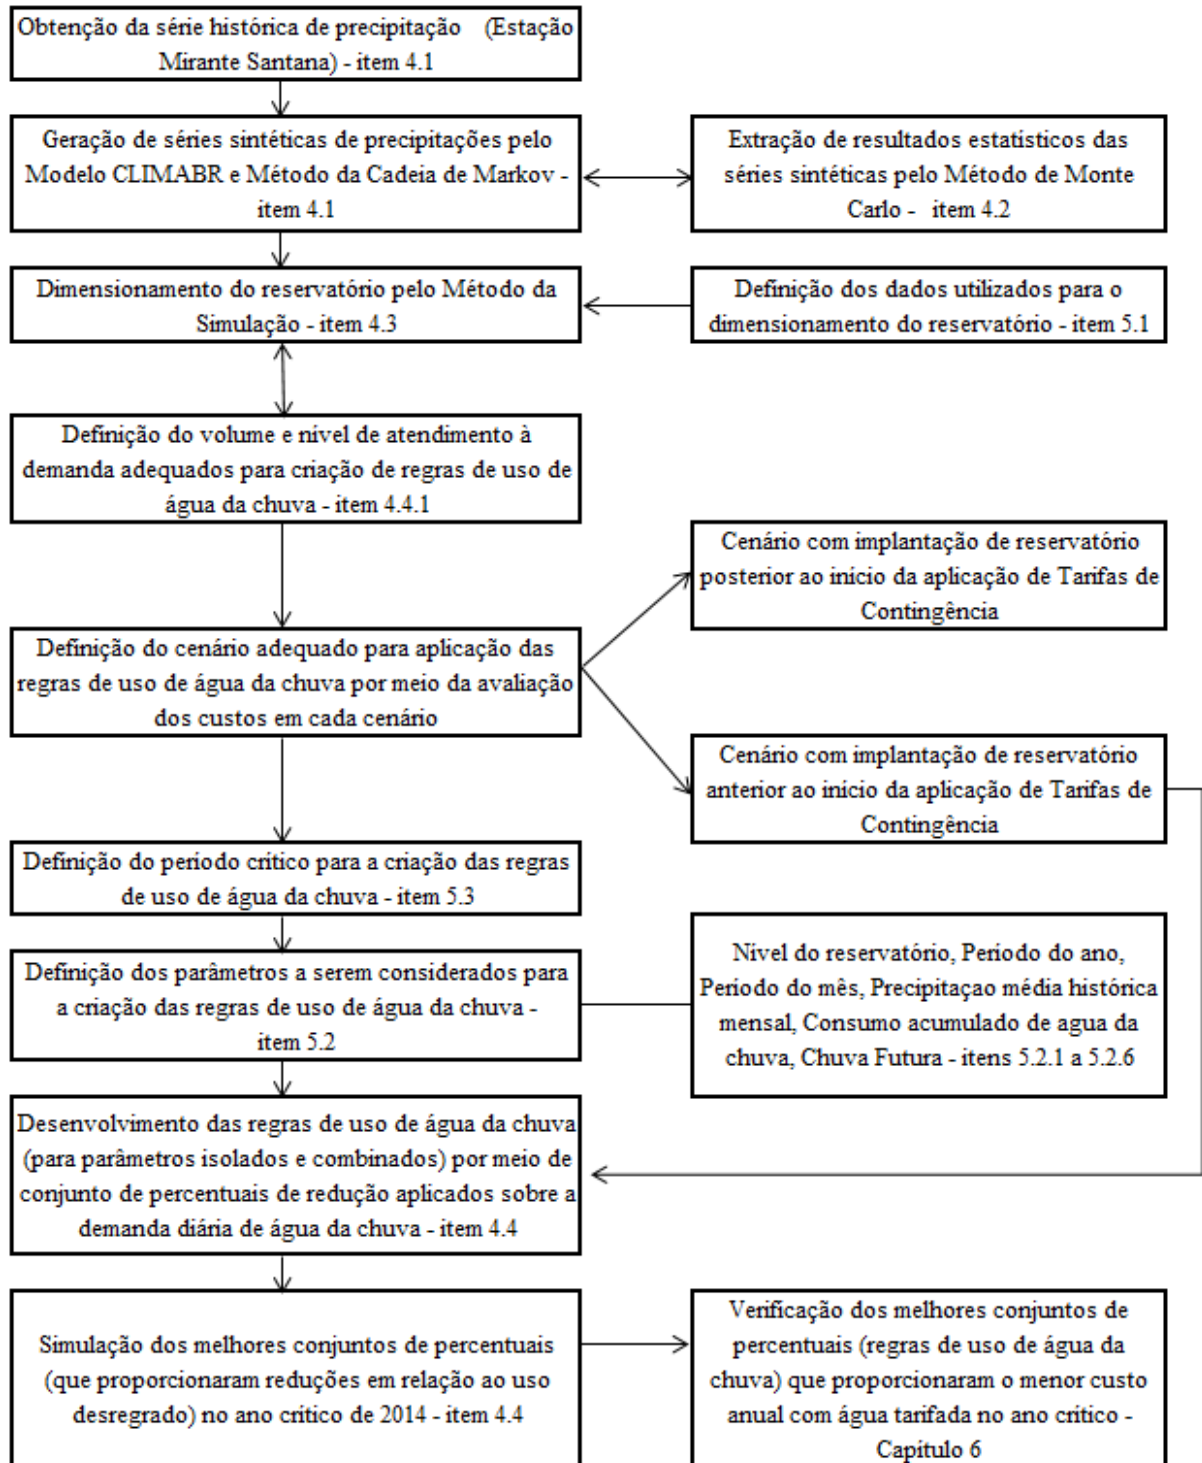 Obtenção da série histórica de precipitação (Estação
Mirante Santana) - item 4.1
Geração de séries sintéticas de precipitações pelo
Modelo CLIMABR e Método da Cadeia de Markov -
item 4.1
Extração de resultados estatísticos das
séries sintéticas pelo Método de Monte
Carlo - item 4.2
Dimensionamento do reservatório pelo Método da
Simulação - item 4.3
Definição dos dados utilizados para o
dimensionamento do reservatório - item 5.1
Definição do volume e nível de atendimento à
demanda adequados para criação de regras de uso de
água da chuva - item 4.4.1
Cenário com implantação de reservatório
posterior ao início da aplicação de Tarifas de
Contingência
Definição do cenário adequado para aplicação das
regras de uso de água da chuva por meio da avaliação
dos custos em cada cenário
Cenário com implantação de reservatório
anterior ao início da aplicação de Tarifas de
Contingência
Definição do período crítico para a criação das regras
de uso de água da chuva - item 5.3
Definição dos parâmetros a serem considerados para
a criação das regras de uso de água da chuva -
item 5.2
Nível do reservatório, Período do ano,
Período do mês, Precipitaçao média histórica
mensal, Consumo acumulado de agua da
chuva, Chuva Futura - itens 5.2.1 a 5.2.6
Desenvolvimento das regras de uso de água da chuva
(para parâmetros isolados e combinados) por meio de
conjunto de percentuais de redução aplicados sobre a
demanda diária de água da chuva - item 4.4
Simulação dos melhores conjuntos de percentuais
(que proporcionaram reduções em relação ao uso
desregrado) no ano crítico de 2014 - item 4.4
Verificação dos melhores conjuntos de
percentuais (regras de uso de água da
chuva) que proporcionaram o menor custo
anual com água tarifada no ano crítico -
Capítulo 6